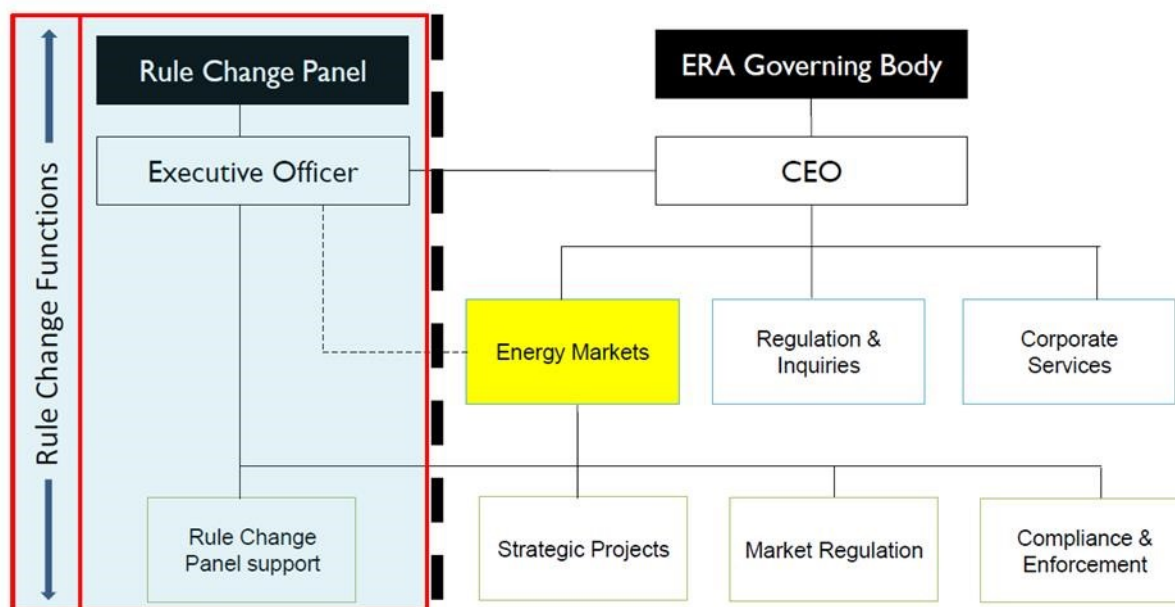 Rule Change Functions
Rule Change Panel
ERA Governing Body
Executive Officer
CEO
Energy Markets
Regulation &
Inquiries
Corporate
Services
Rule Change
Panel support
Strategic Projects
Market Regulation
Compliance &
Enforcement